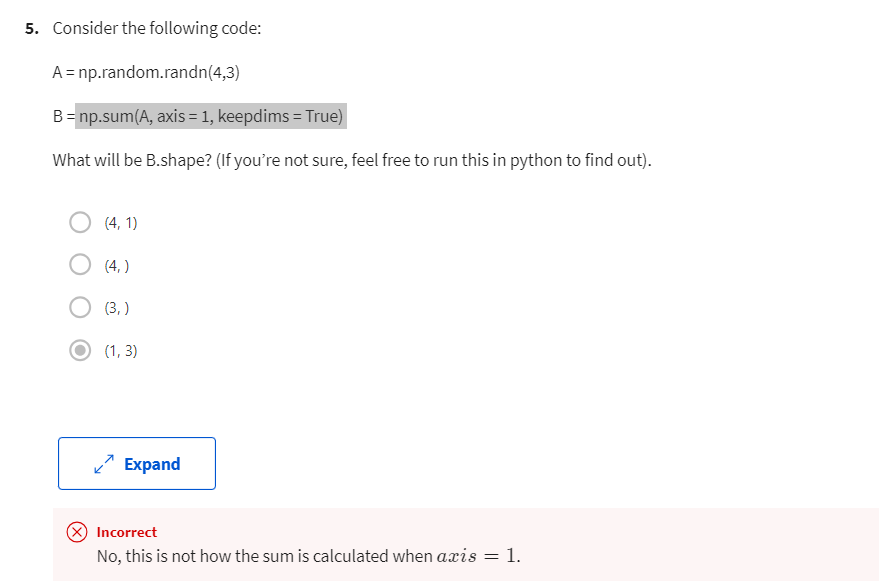 5. Consider the following code:
A = np.random.randn(4,3)
B = np.sum(A, axis = 1, keepdims = True)
What will be B.shape? (If you’re not sure, feel free to run this in python to find out).
(4, 1)
(4, )
(3, )
(1, 3)
Expand
Incorrect
No, this is not how the sum is calculated when axis = 1.